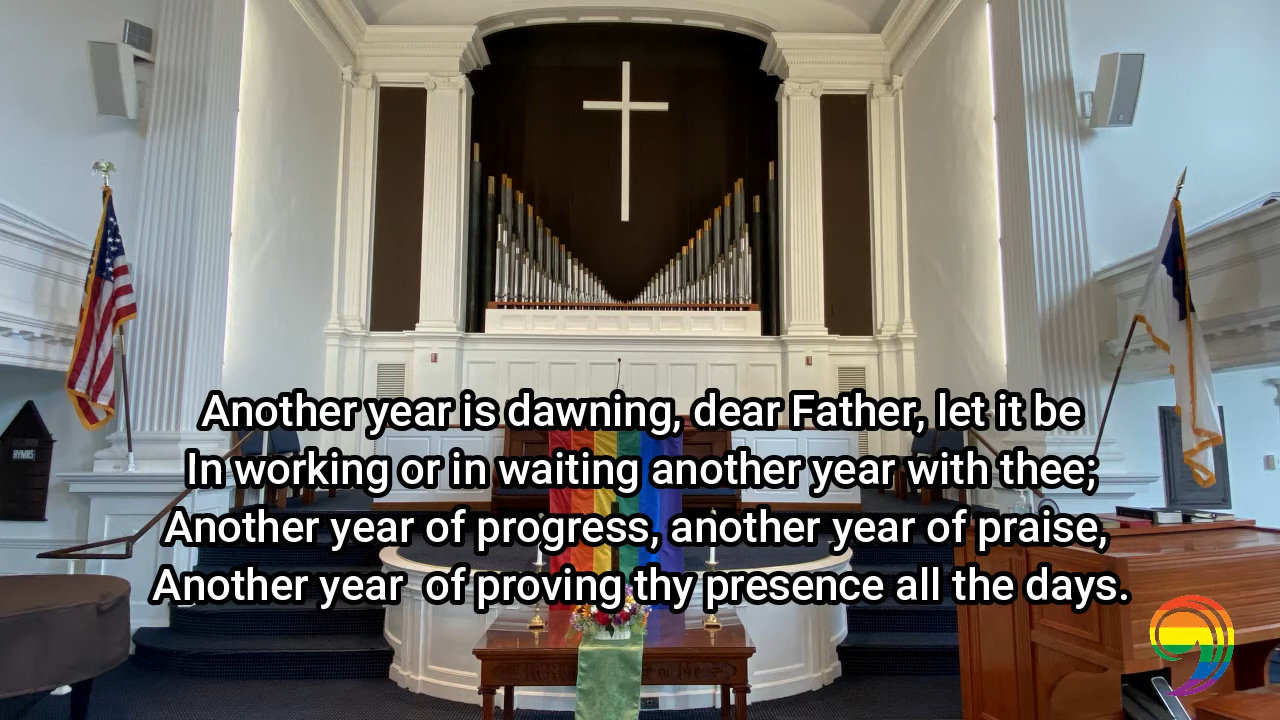 HYMNS
Another year is dawning, dear Father, let it be
In working or in waiting another year with thee;
Another year of progress, another year of praise,
Another year  of proving thy presence all the days.